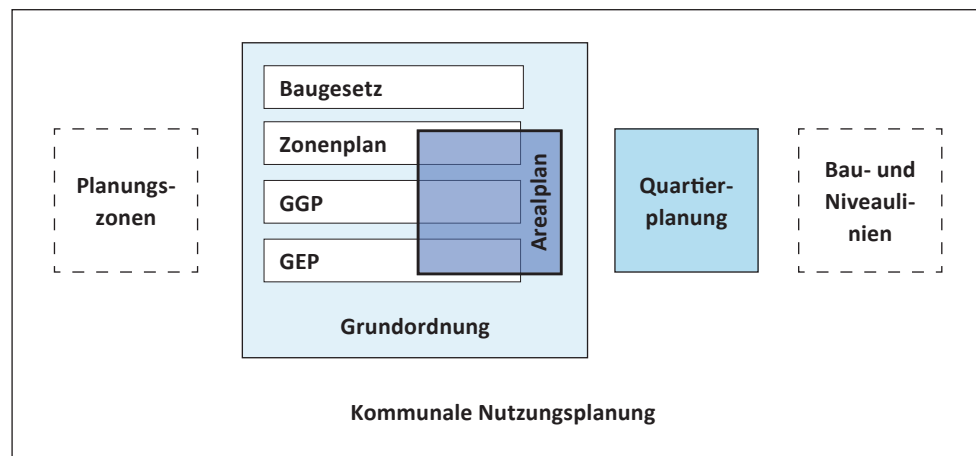 Planungs-
zonen
Baugesetz
Zonenplan
GGP
GEP
Arealplan
Grundordnung
Quartier-
planung
Bau- und
Niveauli-
nien
Kommunale Nutzungsplanung